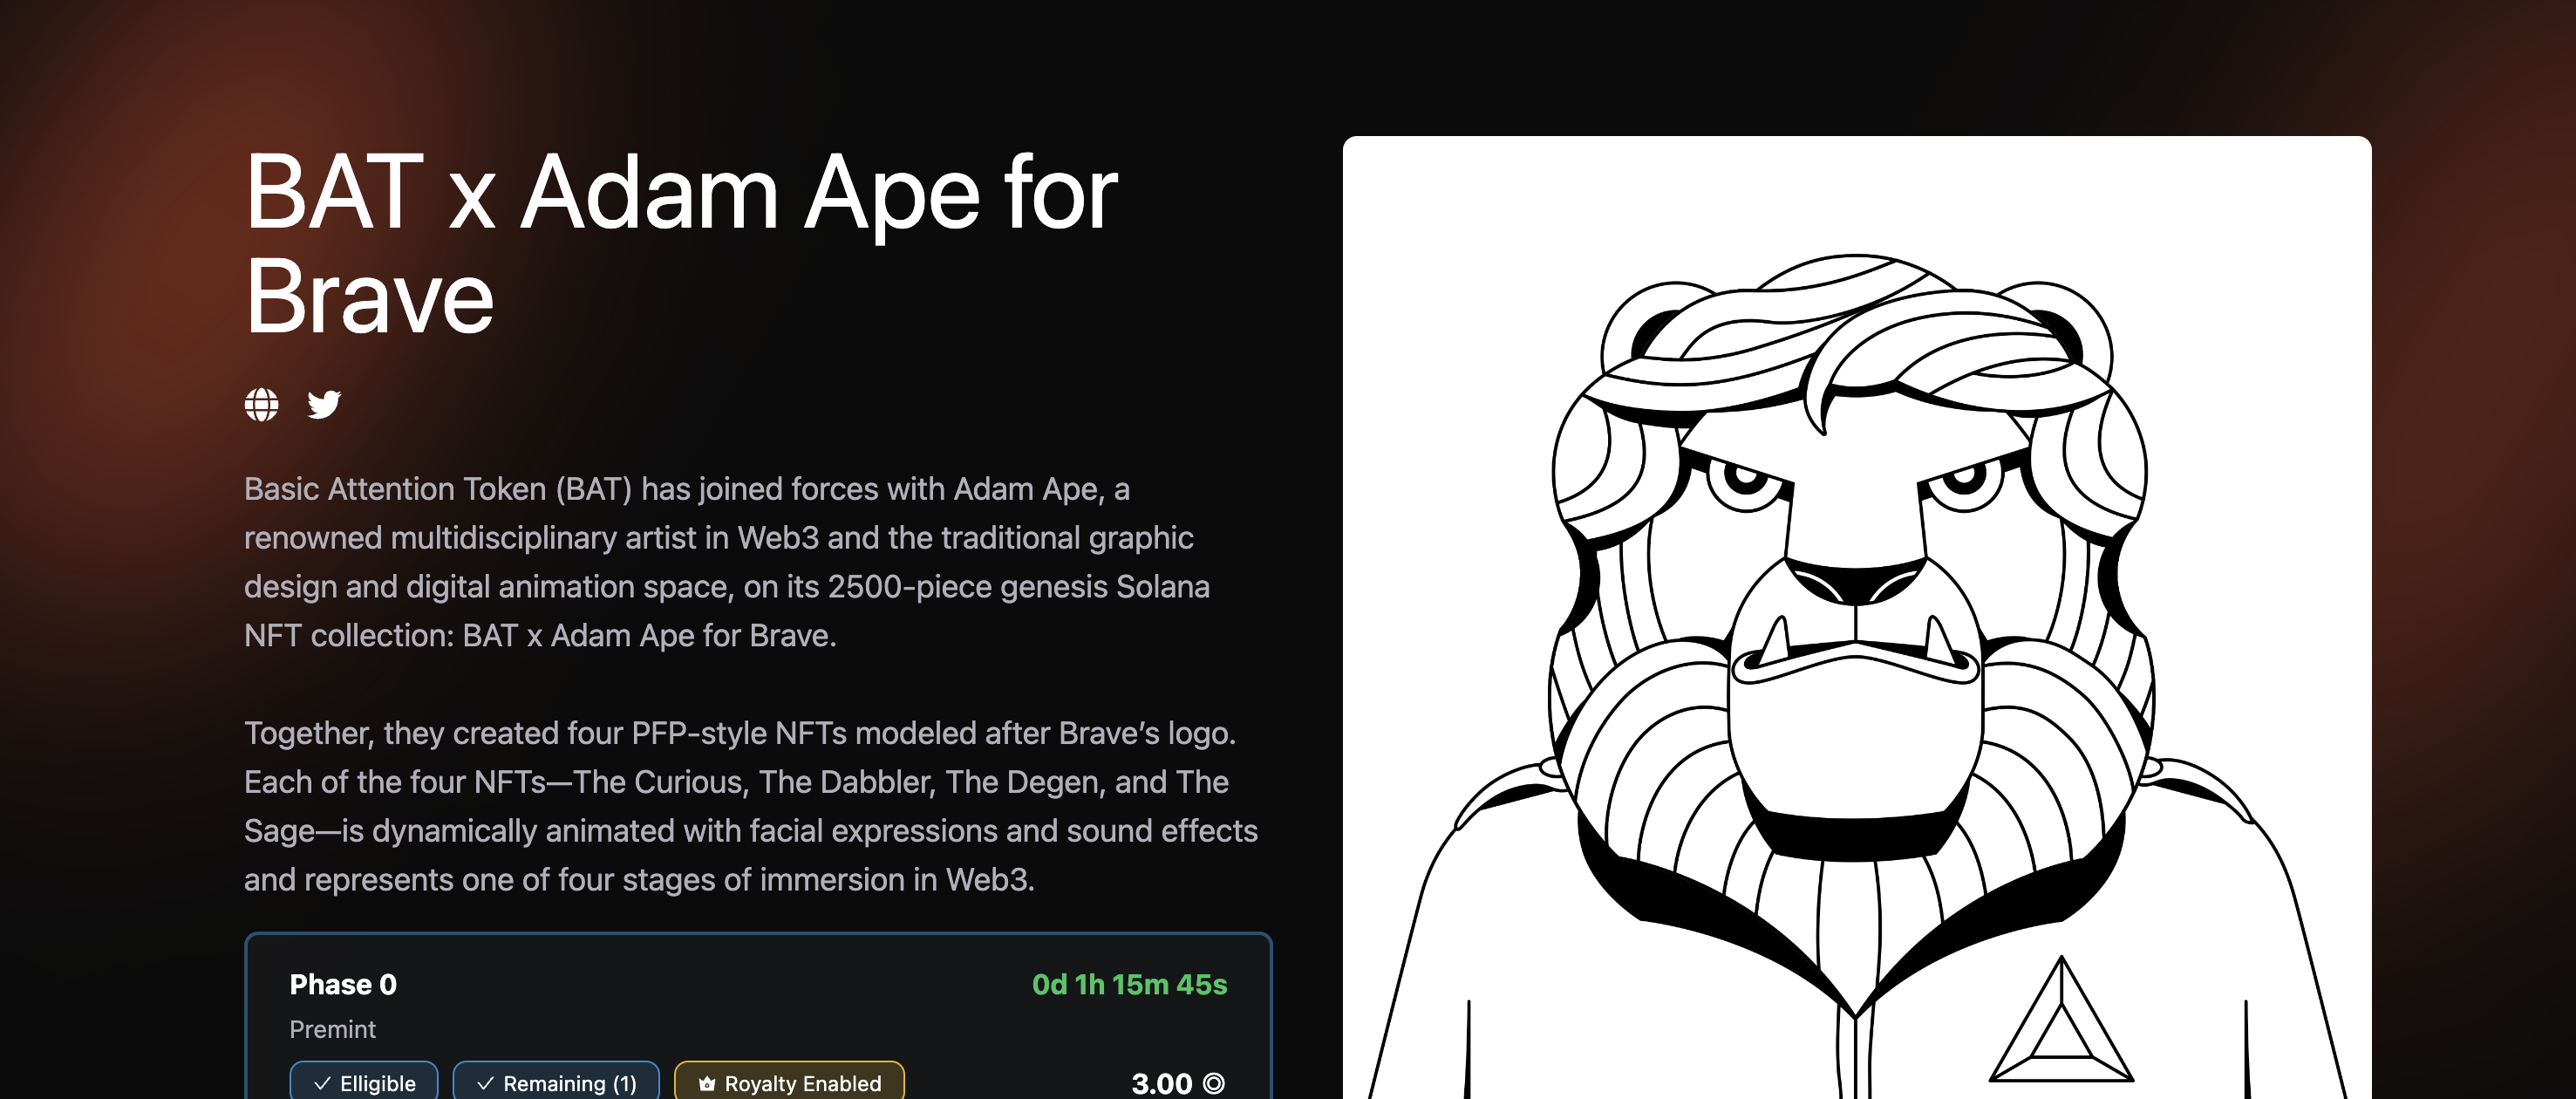 BAT x Adam Ape for
Brave
Basic Attention Token (BAT) has joined forces with Adam Ape, a
renowned multidisciplinary artist in Web3 and the traditional graphic
design and digital animation space, on its 2500-piece genesis Solana
NFT collection: BAT x Adam Ape for Brave.
Together, they created four PFP-style NFTs modeled after Brave’s logo.
Each of the four NFTs—The Curious, The Dabbler, The Degen, and The
Sage—is dynamically animated with facial expressions and sound effects
and represents one of four stages of immersion in Web3.
Phase 0 0d 1h 15m 45s
Premint
Elligible Remaining (1) Royalty Enabled 3.00